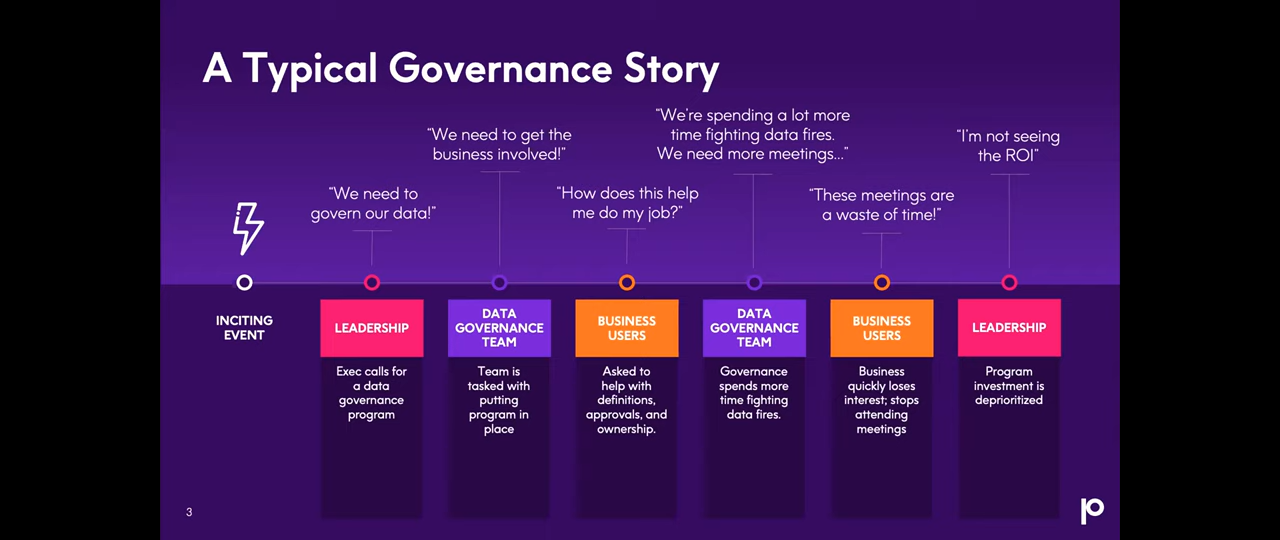 A Typical Governance Story
"We need to
govern our data!"
"We need to get the
business involved!"
"How does this help
me do my job?"
"We're spending a lot more
time fighting data fires.
We need more meetings..."
"These meetings are
a waste of time!"
"I'm not seeing
the ROI"
INCITING
EVENT
LEADERSHIP
Exec calls for
a data
governance
program
DATA
GOVERNANCE
TEAM
Team is
tasked with
putting
program in
place
BUSINESS
USERS
Asked to
help with
definitions,
approvals, and
ownership.
DATA
GOVERNANCE
TEAM
Governance
spends more
time fighting
data fires.
BUSINESS
USERS
Business
quickly loses
interest; stops
attending
meetings
LEADERSHIP
Program
investment is
deprioritized
3